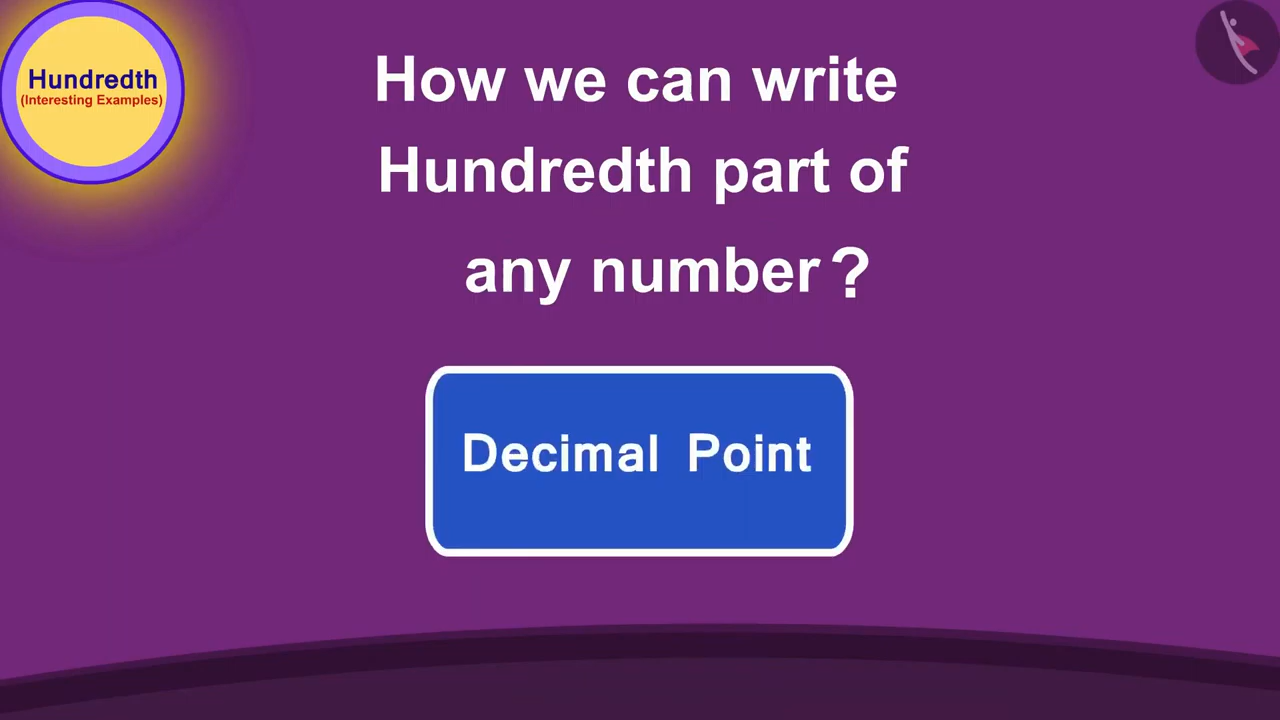 Hundredth
(Interesting Examples)
How we can write
Hundredth part of
any number ?
Decimal Point